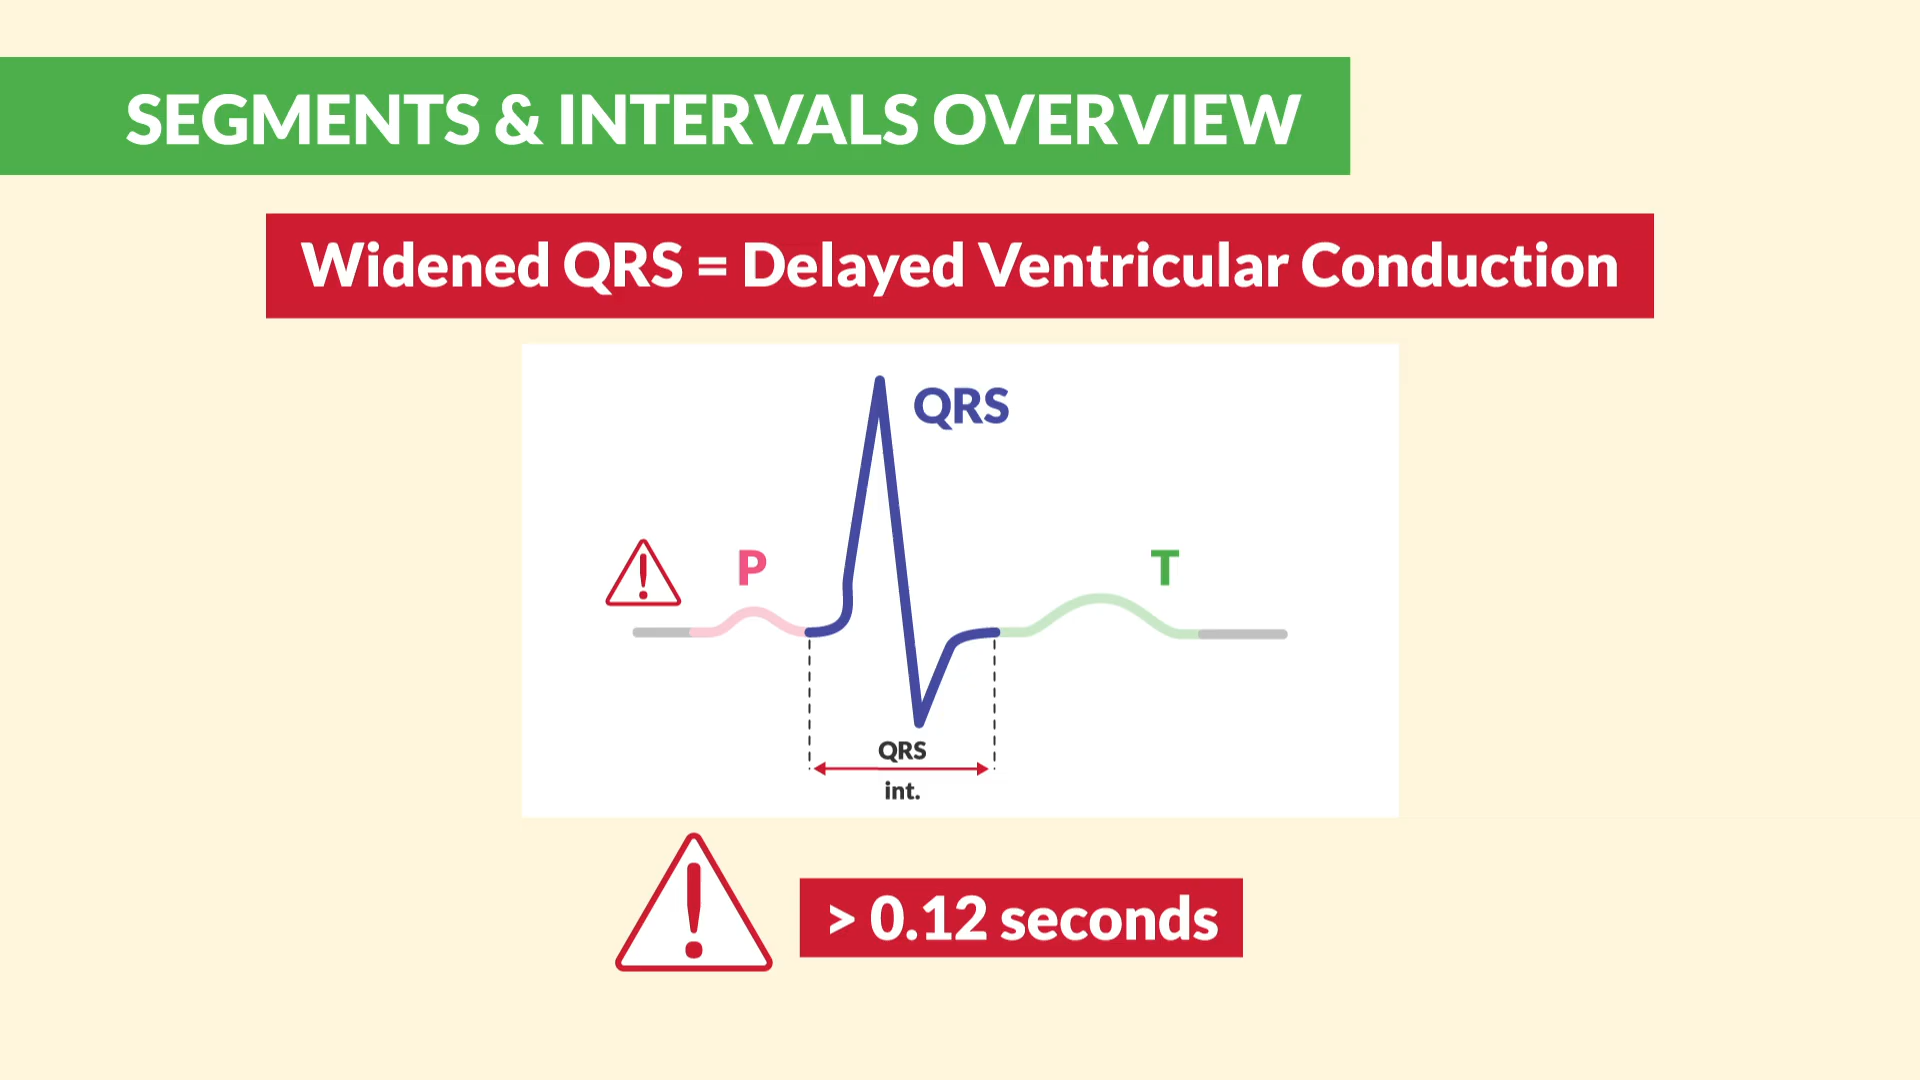 SEGMENTS & INTERVALS OVERVIEW
Widened QRS = Delayed Ventricular Conduction
QRS
P
T
QRS
int.
> 0.12 seconds